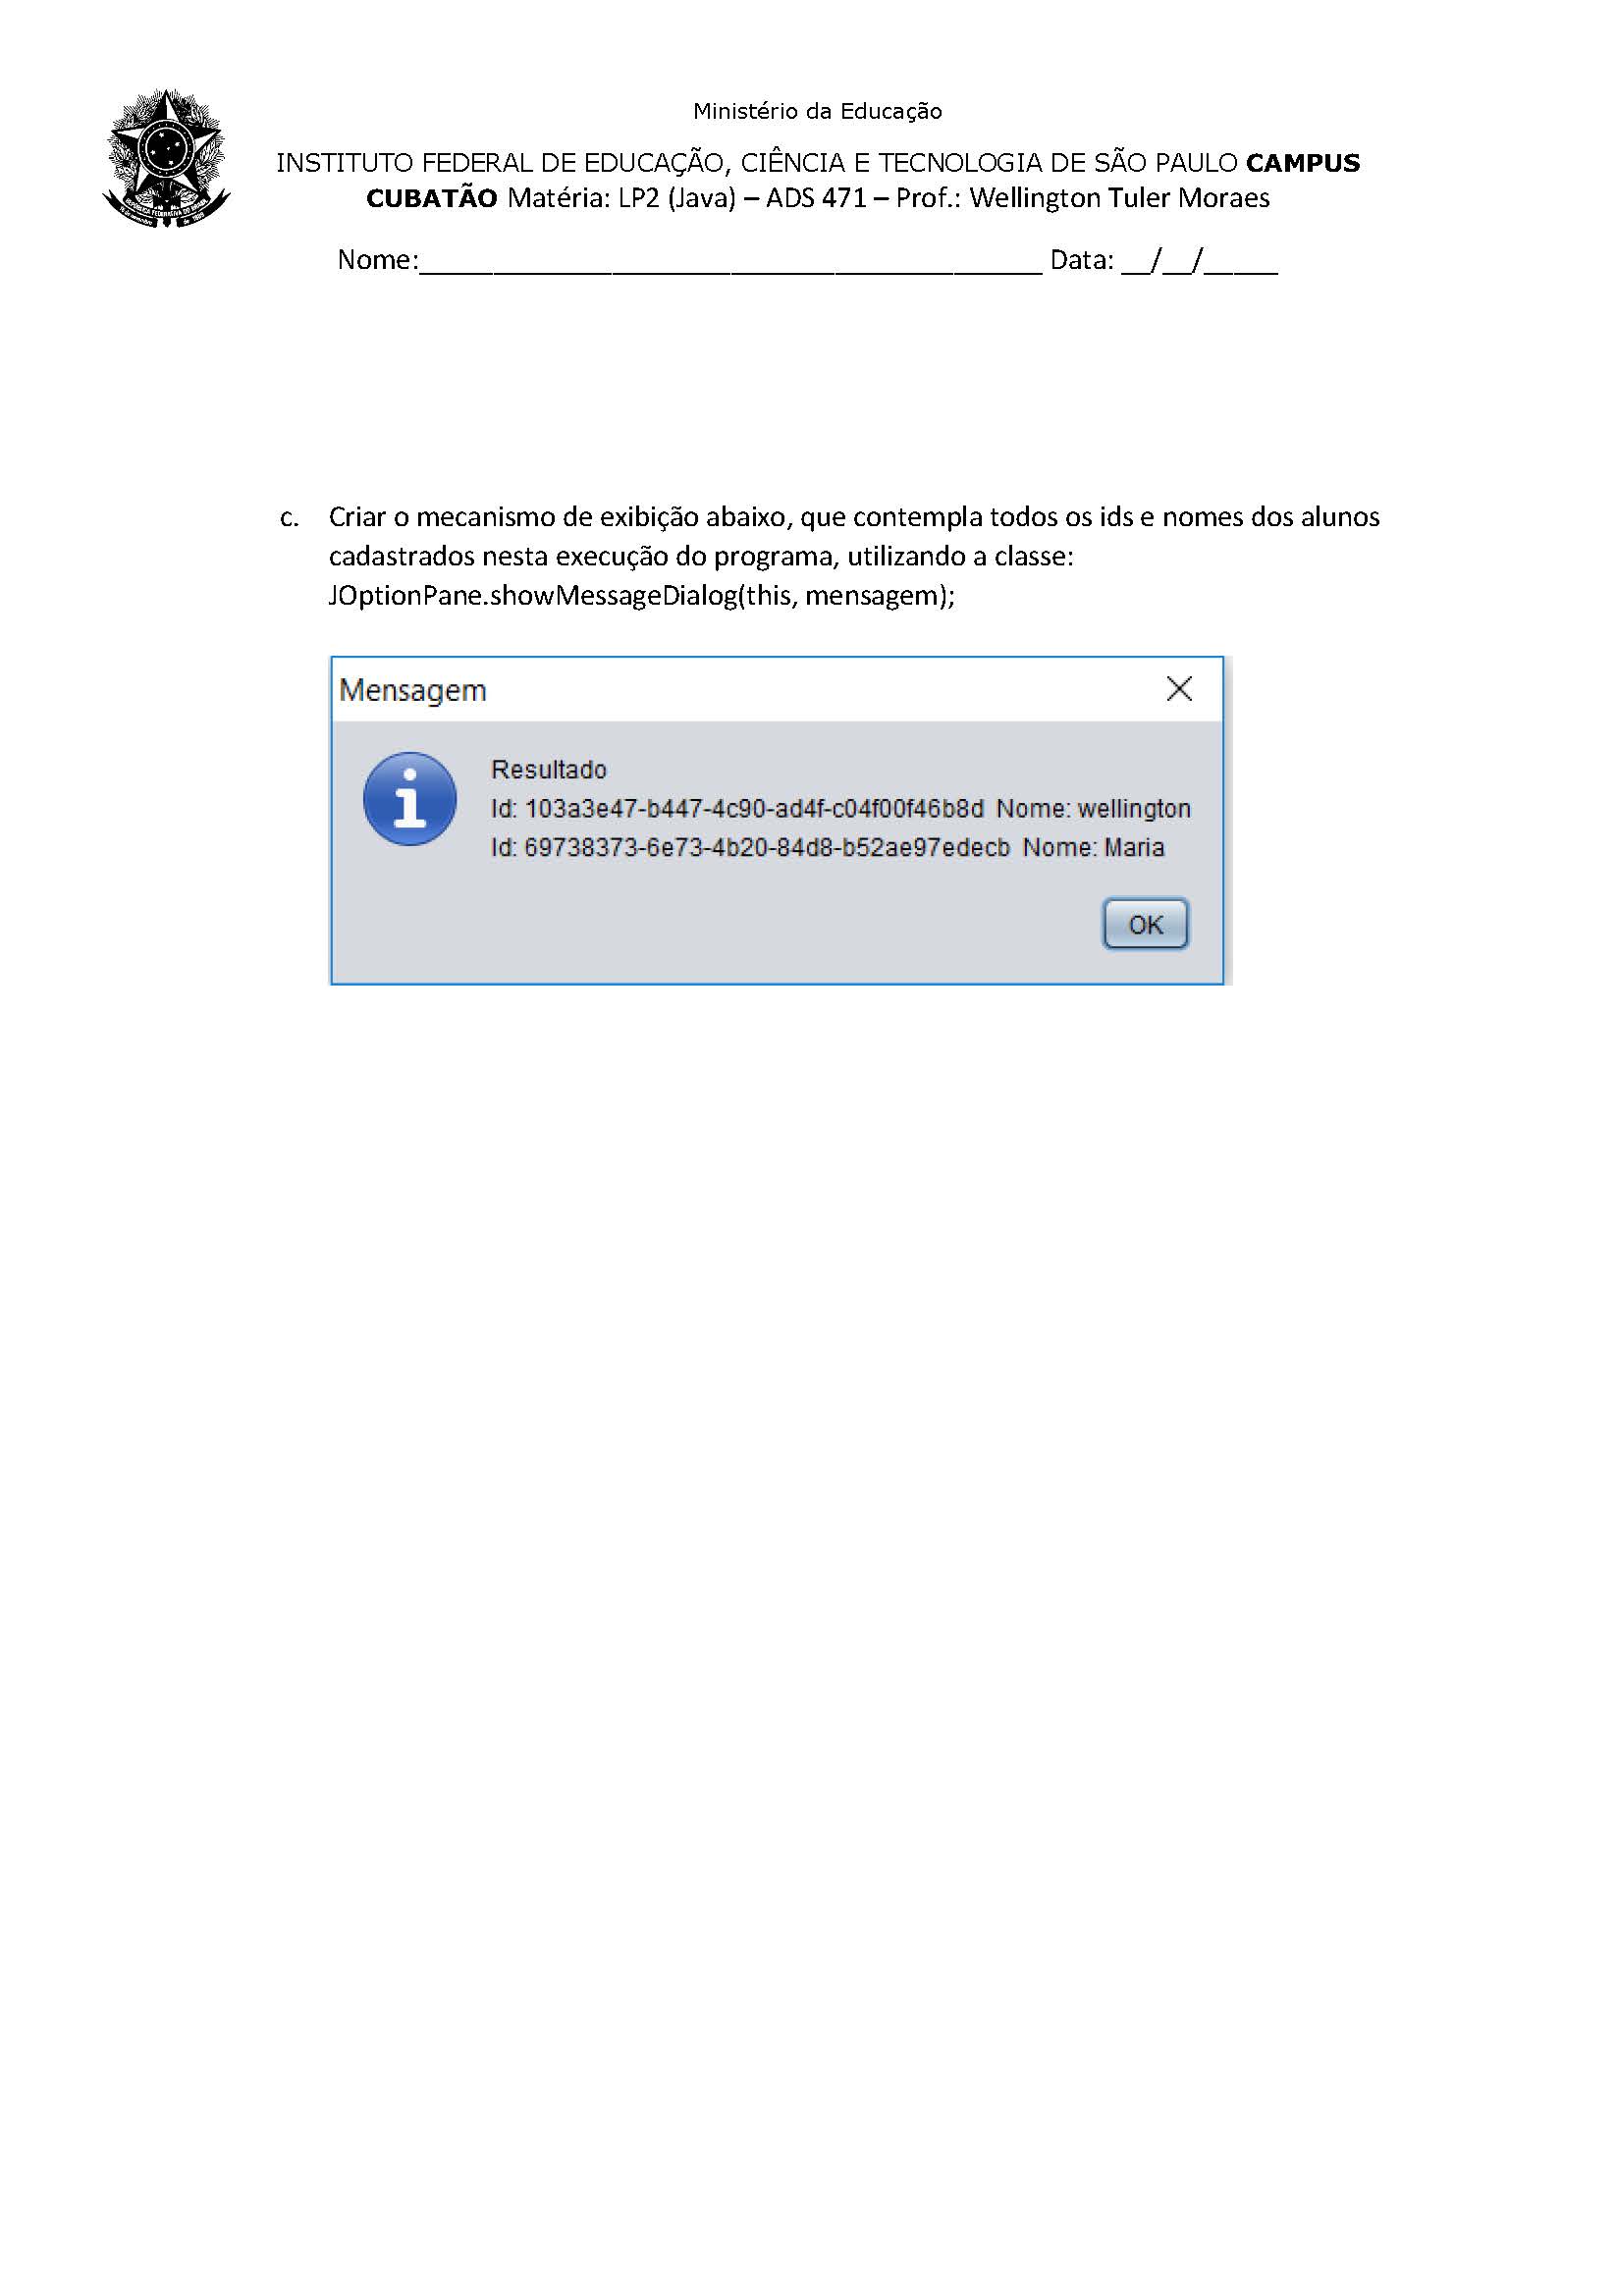 Ministério da Educação
INSTITUTO FEDERAL DE EDUCAÇÃO, CIÊNCIA E TECNOLOGIA DE SÃO PAULO CAMPUS
CUBATÃO Matéria: LP2 (Java) – ADS 471 – Prof.: Wellington Tuler Moraes
Nome:__________________________________________ Data: __/__/_____
c. Criar o mecanismo de exibição abaixo, que contempla todos os ids e nomes dos alunos
cadastrados nesta execução do programa, utilizando a classe:
JOptionPane.showMessageDialog(this, mensagem);
Mensagem
Resultado
Id: 103a3e47-b447-4c90-ad4f-c04f00f46b8d Nome: wellington
Id: 69738373-6e73-4b20-84d8-b52ae97edecb Nome: Maria
OK